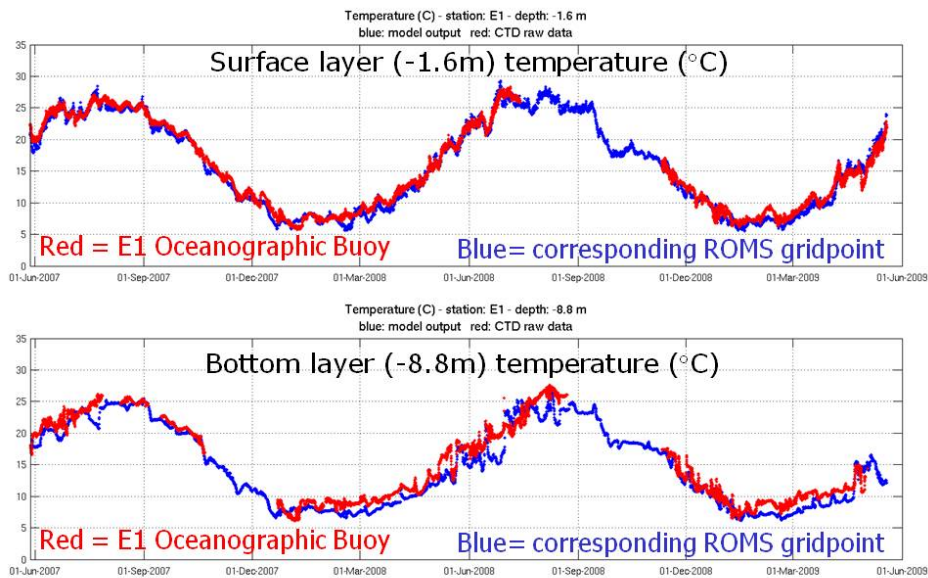 Temperature (C) - station: E1 - depth: -1.6 m
blue: model output   red: CTD raw data
35
Surface layer (-1.6m) temperature (°C)
30
25
20
15
10
5
Red = E1 Oceanographic Buoy
Blue= corresponding ROMS gridpoint
0
01-Jun-2007 01-Sep-2007 01-Dec-2007 01-Mar-2008 01-Jun-2008 01-Sep-2008 01-Dec-2008 01-Mar-2009 01-Jun-2009
Temperature (C) - station: E1 - depth: -8.8 m
blue: model output   red: CTD raw data
35
Bottom layer (-8.8m) temperature (°C)
30
25
20
15
10
5
Red = E1 Oceanographic Buoy
Blue= corresponding ROMS gridpoint
0
01-Jun-2007 01-Sep-2007 01-Dec-2007 01-Mar-2008 01-Jun-2008 01-Sep-2008 01-Dec-2008 01-Mar-2009 01-Jun-2009